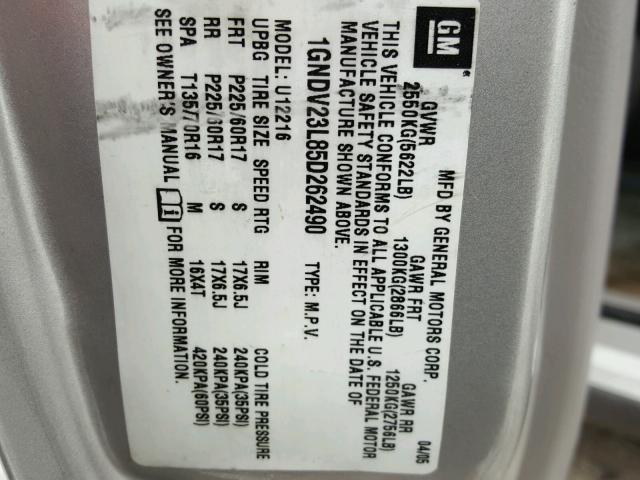 GM
®
MFD BY GENERAL MOTORS CORP. 04/05
GVWR GAWR FRT GAWR RR
2550KG(5622LB) 1300KG(2866LB) 1250KG(2756LB)
THIS VEHICLE CONFORMS TO ALL APPLICABLE U.S. FEDERAL MOTOR
VEHICLE SAFETY STANDARDS IN EFFECT ON THE DATE OF
MANUFACTURE SHOWN ABOVE.
1GNDV23L85D262490 TYPE: M.P.V.
MODEL: U12216
UPBG TIRE SIZE SPEED RTG RIM COLD TIRE PRESSURE
FRT P225/60R17 S 17X6.5J 240KPA(35PSI)
RR P225/60R17 S 17X6.5J 240KPA(35PSI)
SPA T135/70R16 M 16X4T 420KPA(60PSI)
SEE OWNER'S MANUAL FOR MORE INFORMATION.